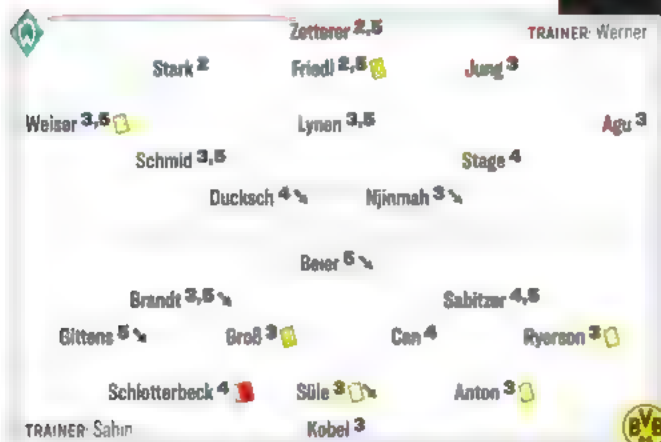 Zetterer 2,5 TRAINER: Werner
Stark 2 Friedl 2,5 Jung 3
Weiser 3,5 Lynen 3,5 Agu 3
Schmid 3,5 Stage 4
Ducksch 4 Njinmah 3
Beier 5
Brandt 3,5 Sabitzer 4,5
Gittens 5 Groß 3 Can 4 Ryerson 3
Schlotterbeck 4 Süle 3 Anton 3
TRAINER: Sahin Kobel 3
BVB